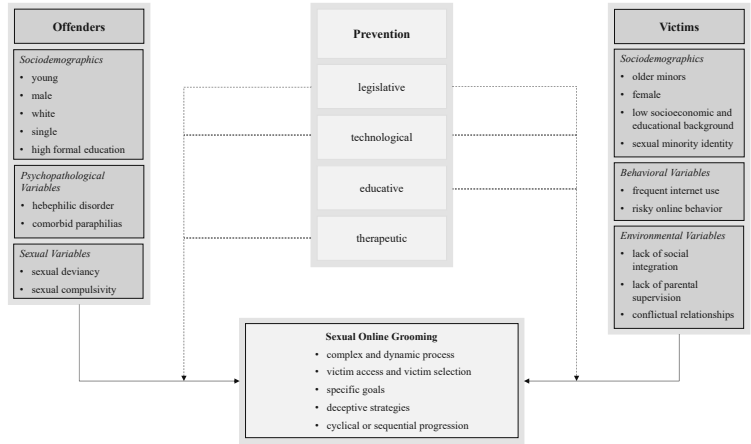 Offenders
Sociodemographics
• young
• male
• white
• single
• high formal education
Psychopathological
Variables
• hebephilic disorder
• comorbid paraphilias
Sexual Variables
• sexual deviancy
• sexual compulsivity
Prevention
legislative
technological
educative
therapeutic
Victims
Sociodemographics
• older minors
• female
• low socioeconomic and
educational background
• sexual minority identity
Behavioral Variables
• frequent internet use
• risky online behavior
Environmental Variables
• lack of social
integration
• lack of parental
supervision
• conflictual relationships
Sexual Online Grooming
• complex and dynamic process
• victim access and victim selection
• specific goals
• deceptive strategies
• cyclical or sequential progression